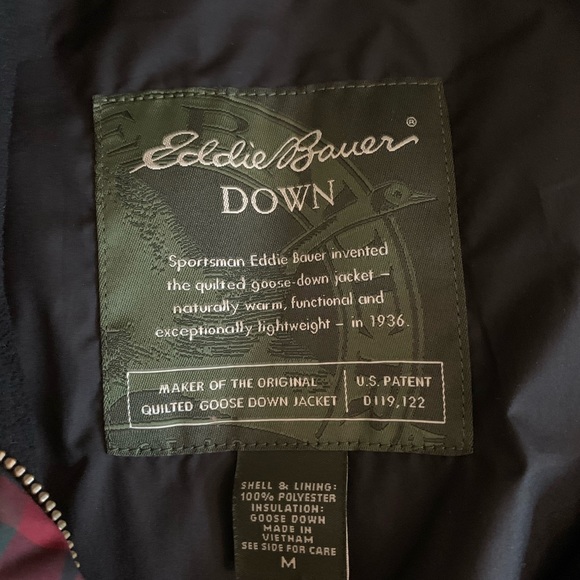 Eddie Bauer ®
DOWN
Sportsman Eddie Bauer invented
the quilted goose-down jacket —
naturally warm, functional and
exceptionally lightweight – in 1936.
MAKER OF THE ORIGINAL
QUILTED GOOSE DOWN JACKET
U.S. PATENT
D119,122
SHELL & LINING:
100% POLYESTER
INSULATION:
GOOSE DOWN
MADE IN
VIETNAM
SEE SIDE FOR CARE
M